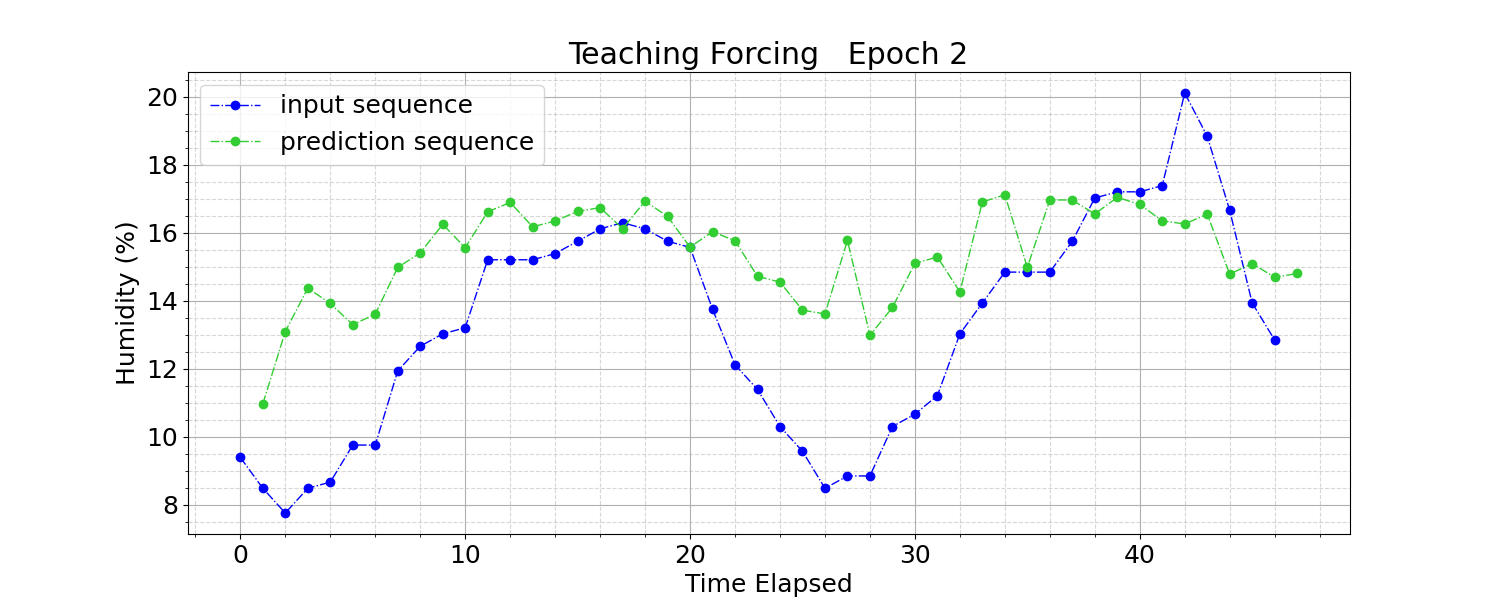 Teaching Forcing   Epoch 2
input sequence
prediction sequence
Humidity (%)
20
18
16
14
12
10
8
0 10 20 30 40
Time Elapsed